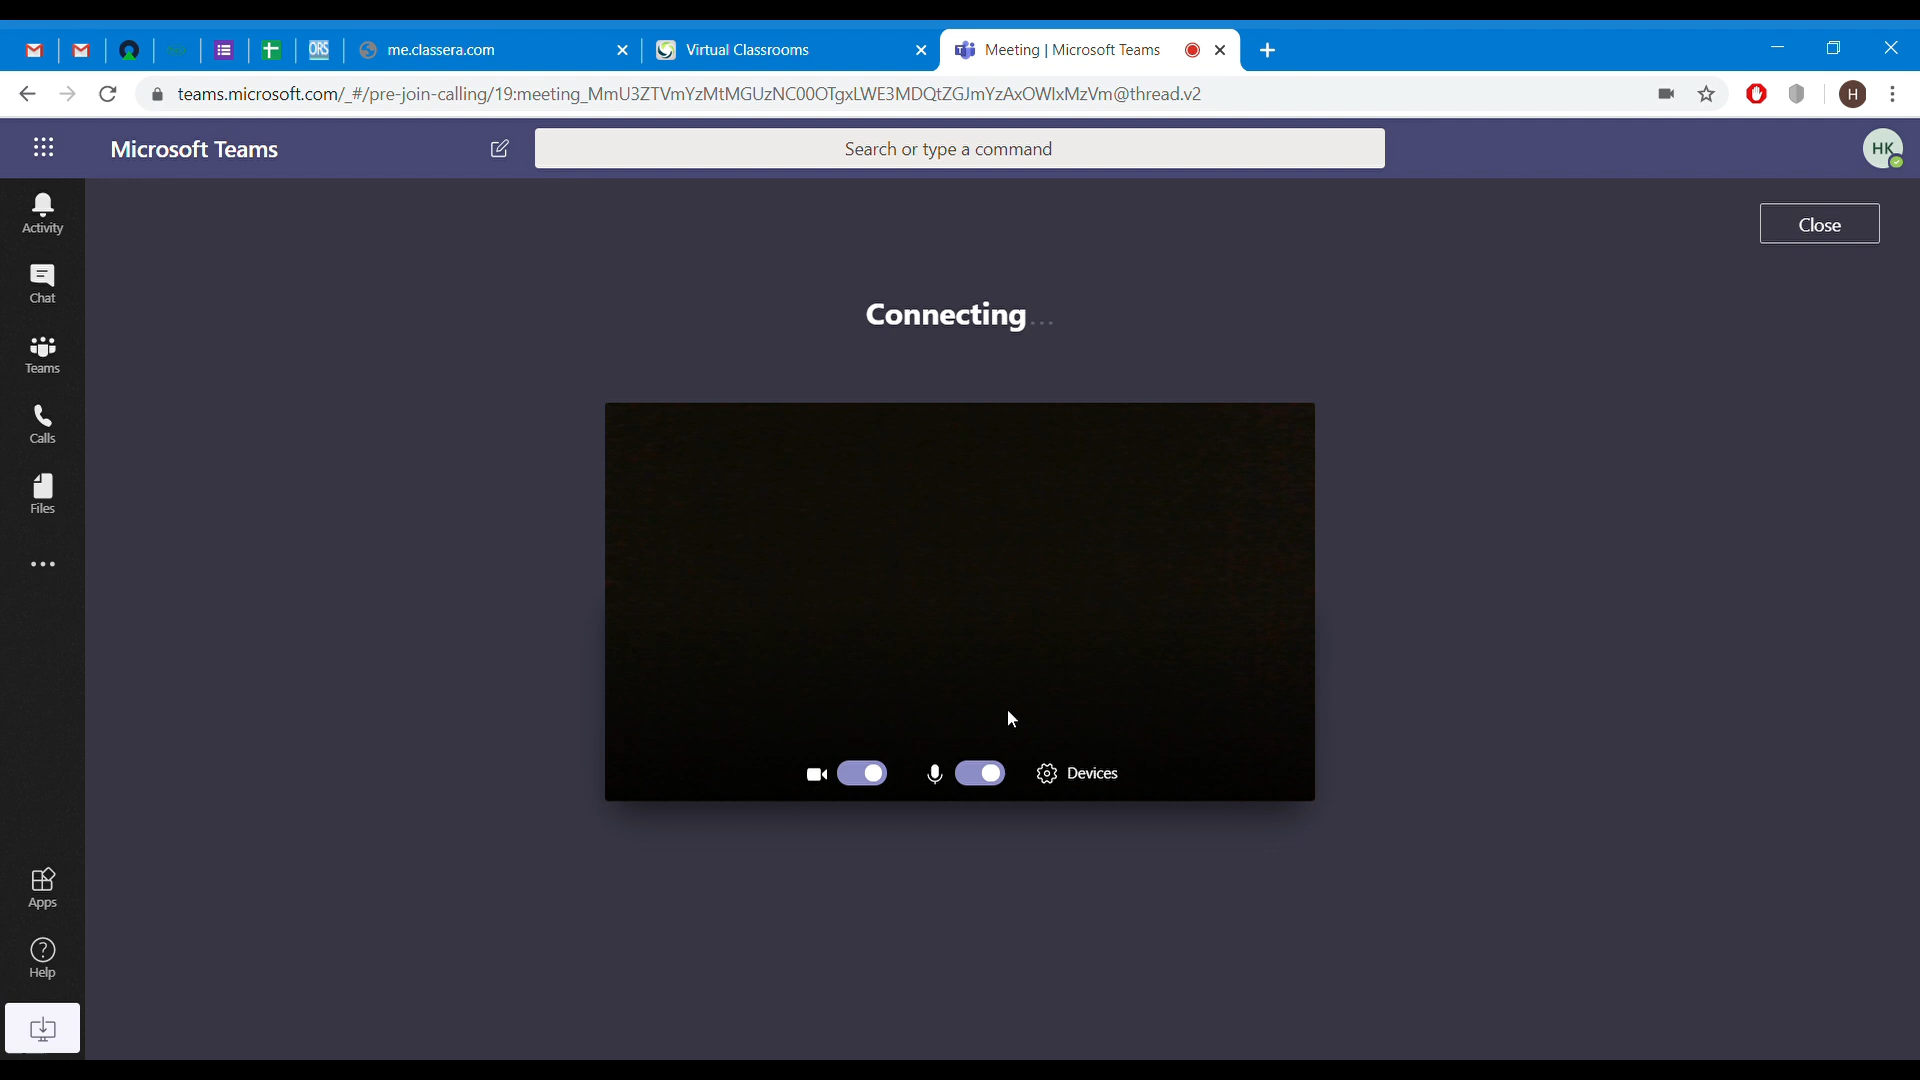 ORS
me.classera.com
Virtual Classrooms
Meeting | Microsoft Teams
teams.microsoft.com/_#/pre-join-calling/19:meeting_MmU3ZTVmYzMtMGUzNC00OTgxLWE3MDQtZGJmYzAxOWIxMzVm@thread.v2
H
Microsoft Teams
Search or type a command
HK
Activity
Close
Chat
Connecting...
Teams
Calls
Files
Devices
Apps
Help